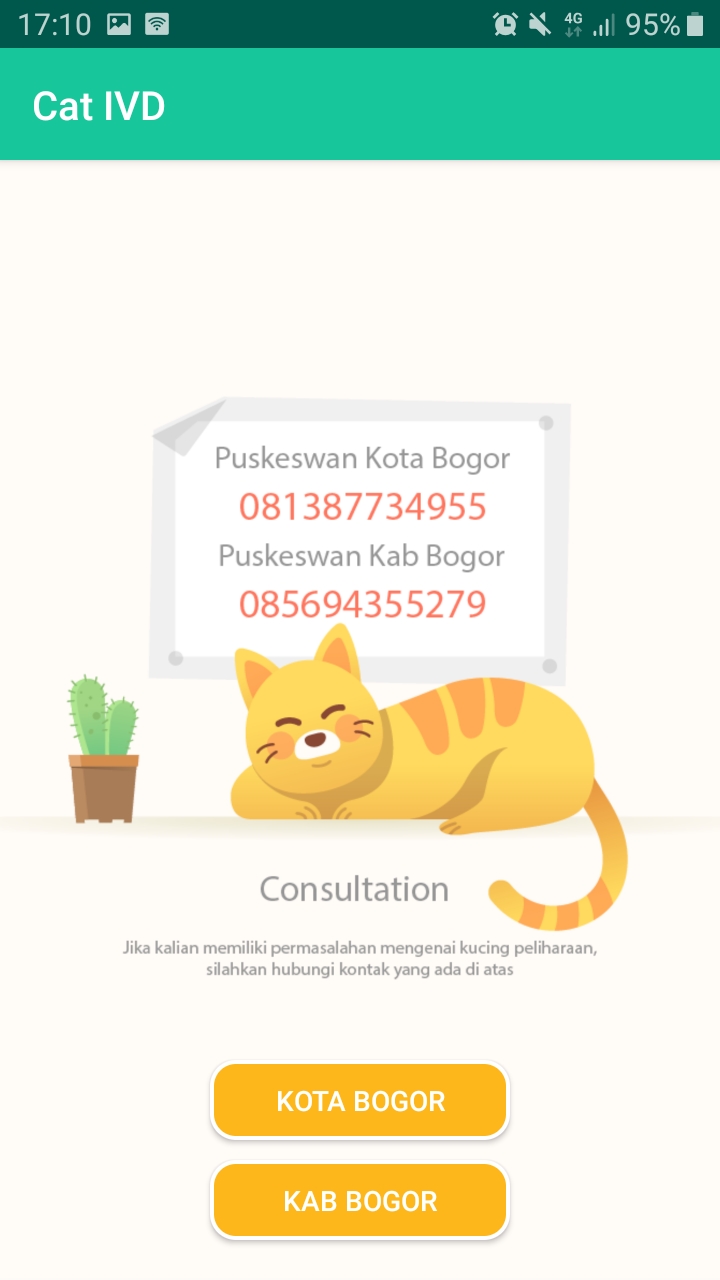 17:10
4G
95%
Cat IVD
Puskeswan Kota Bogor
081387734955
Puskeswan Kab Bogor
085694355279
Consultation
Jika kalian memiliki permasalahan mengenai kucing peliharaan,
silahkan hubungi kontak yang ada di atas
KOTA BOGOR
KAB BOGOR